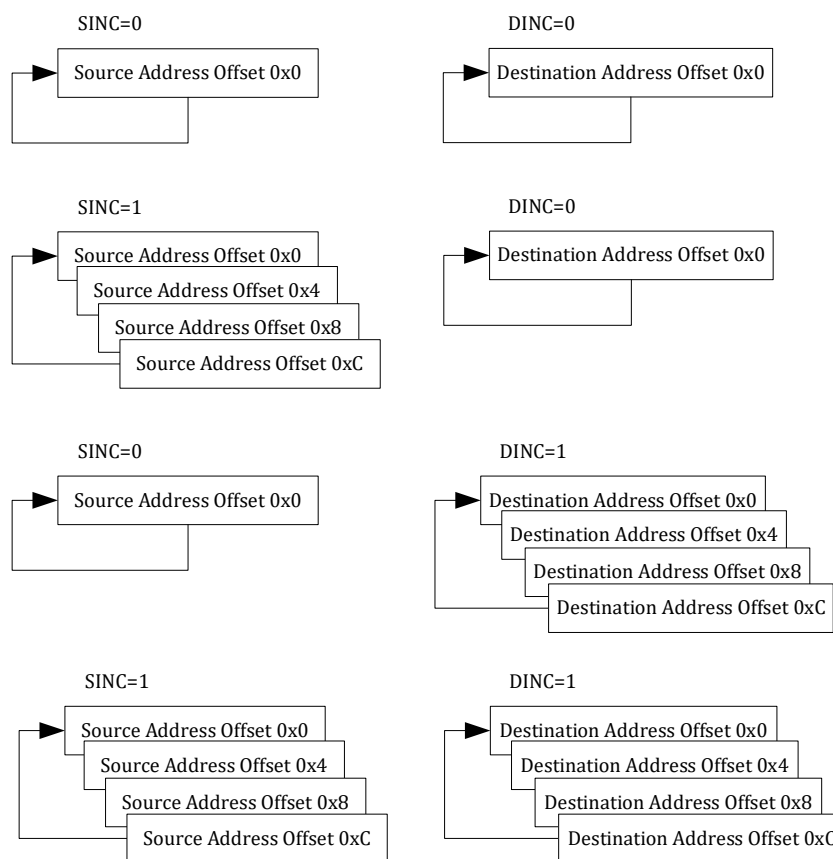 SINC=0
DINC=0
Source Address Offset 0x0
Destination Address Offset 0x0
SINC=1
DINC=0
Source Address Offset 0x0
Source Address Offset 0x4
Source Address Offset 0x8
Source Address Offset 0xC
Destination Address Offset 0x0
SINC=0
DINC=1
Source Address Offset 0x0
Destination Address Offset 0x0
Destination Address Offset 0x4
Destination Address Offset 0x8
Destination Address Offset 0xC
SINC=1
DINC=1
Source Address Offset 0x0
Source Address Offset 0x4
Source Address Offset 0x8
Source Address Offset 0xC
Destination Address Offset 0x0
Destination Address Offset 0x4
Destination Address Offset 0x8
Destination Address Offset 0xC